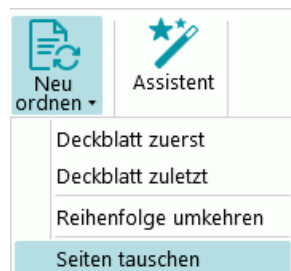 Neu
ordnen
Assistent
Deckblatt zuerst
Deckblatt zuletzt
Reihenfolge umkehren
Seiten tauschen